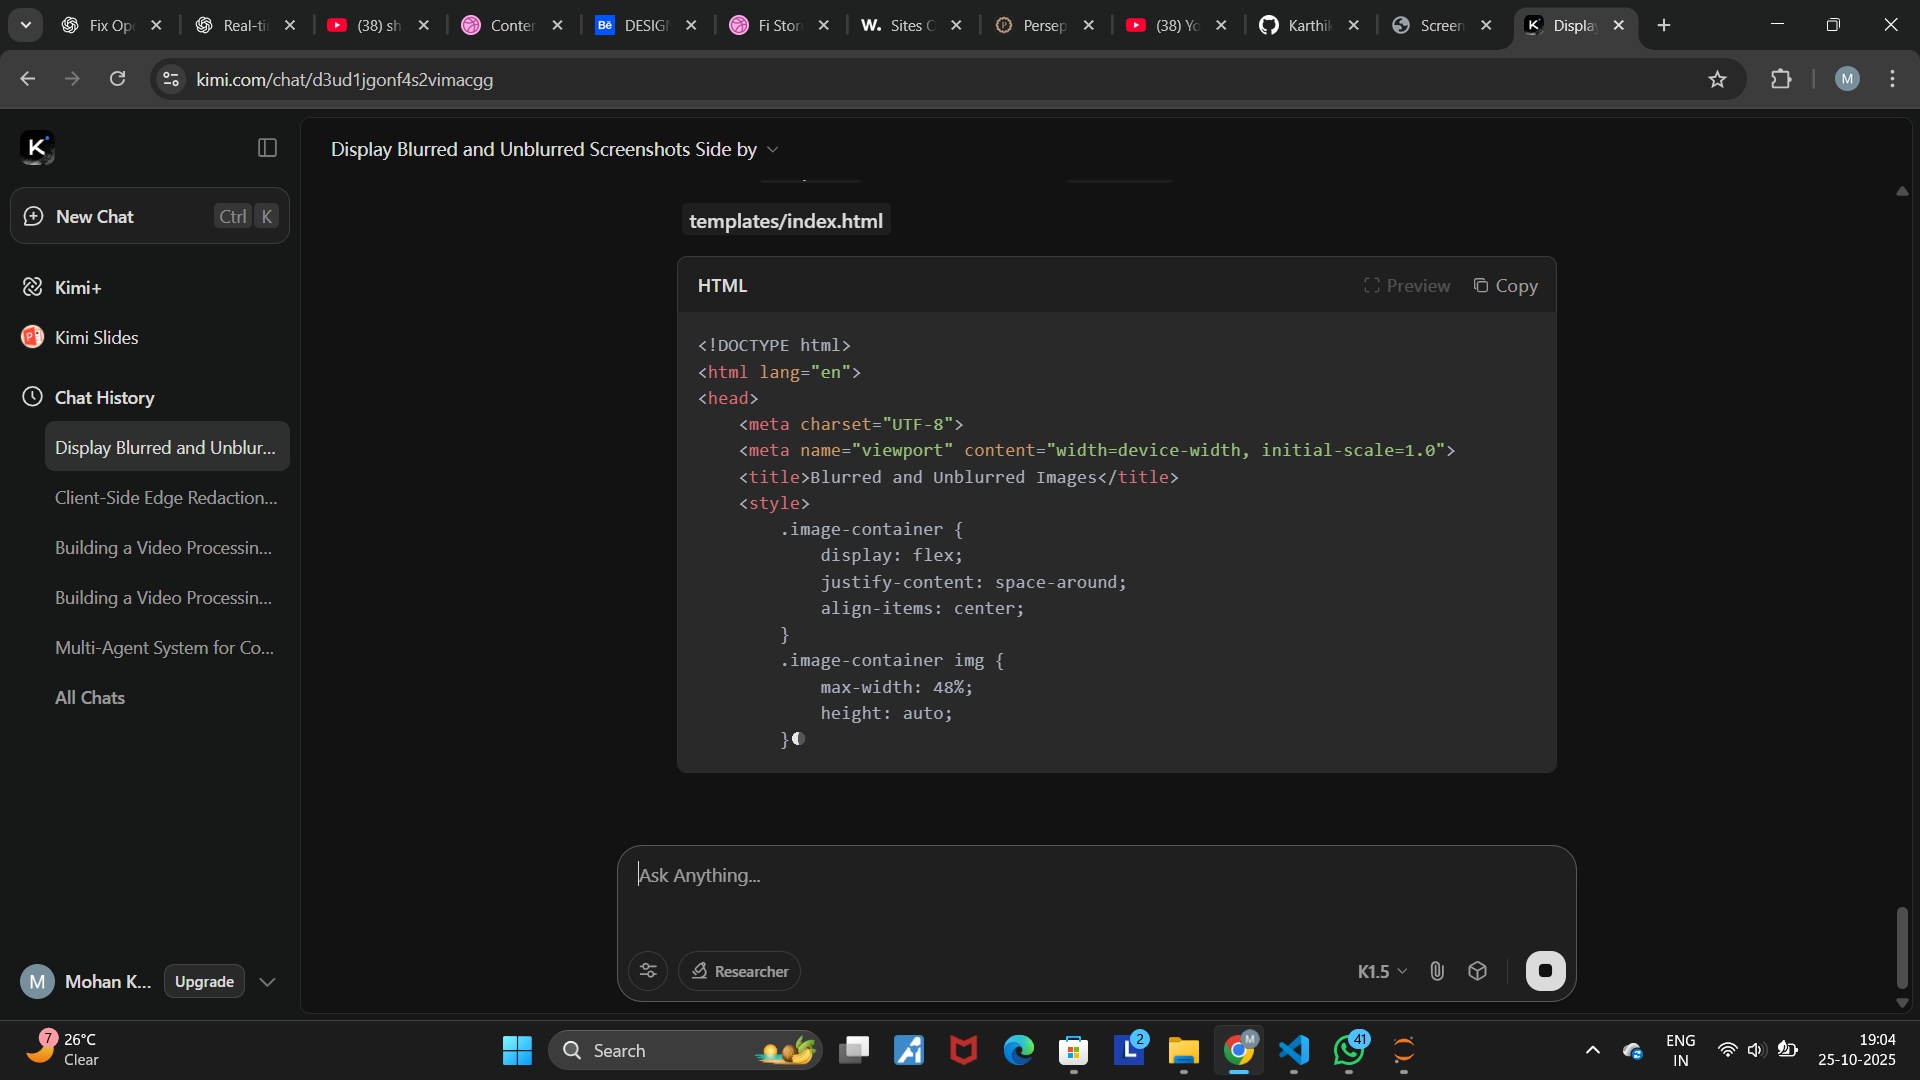 Fix Op
Real-ti
(38) sh
Conter
Bē
DESIG
Fi Stor
W.
Sites
Persep
(38) Yo
Karthik
Screen
Display
kimi.com/chat/d3ud1jgonf4s2vimacgg
M
K
Display Blurred and Unblurred Screenshots Side by
New Chat
Ctrl K
Kimi+
Kimi Slides
Chat History
Display Blurred and Unblur...
Client-Side Edge Redaction...
Building a Video Processin...
Building a Video Processin...
Multi-Agent System for Co...
All Chats
templates/index.html
HTML
Preview
Copy
<!DOCTYPE html>
<html lang="en">
<head>
<meta charset="UTF-8">
<meta name="viewport" content="width=device-width, initial-scale=1.0">
<title>Blurred and Unblurred Images</title>
<style>
.image-container {
display: flex;
justify-content: space-around;
align-items: center;
}
.image-container img {
max-width: 48%;
height: auto;
}
Ask Anything...
Researcher
K1.5
M
Mohan K...
Upgrade
7
26°C
Clear
Search
L
2
M
41
ENG
IN
19:04
25-10-2025